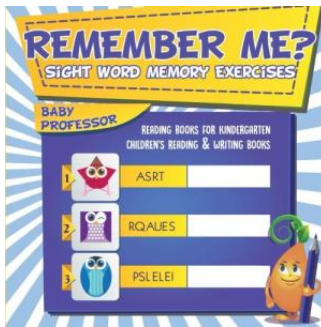 REMEMBER ME?
SIGHT WORD MEMORY EXERCISES
BABY
PROFESSOR
READING BOOKS FOR KINDERGARTEN
CHILDREN'S READING & WRITING BOOKS
1 ASRT
2 RQAUES
3 PSLELEI